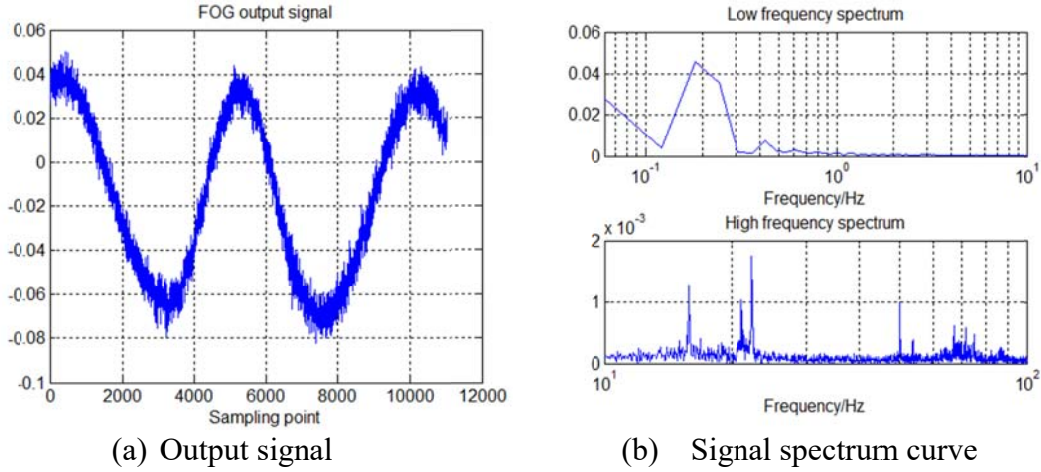 FOG output signal
0.06
0.04
0.02
0
-0.02
-0.04
-0.06
-0.08
-0.1
0 2000 4000 6000 8000 10000 12000
Sampling point
(a) Output signal
Low frequency spectrum
0.06
0.04
0.02
0
10^-1 10^0 10^1
Frequency/Hz
High frequency spectrum
x 10^-3
2
1
0
10^1 10^2
Frequency/Hz
(b) Signal spectrum curve